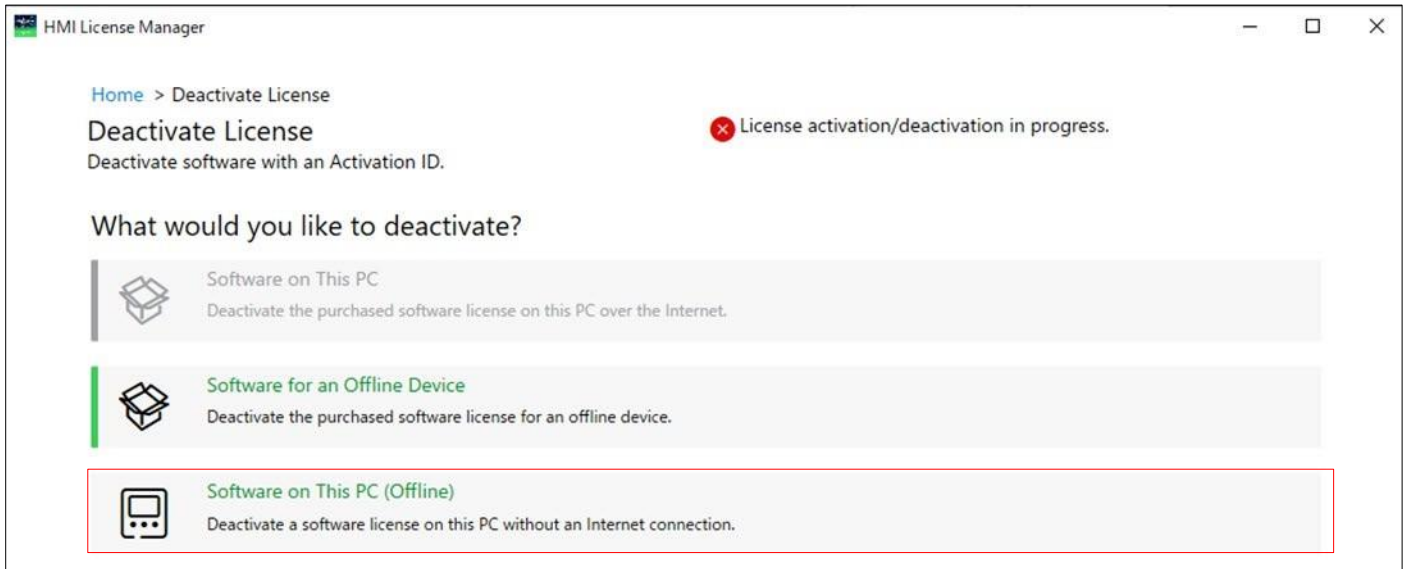 HMI License Manager
Home > Deactivate License
Deactivate License
License activation/deactivation in progress.
Deactivate software with an Activation ID.
What would you like to deactivate?
Software on This PC
Deactivate the purchased software license on this PC over the Internet.
Software for an Offline Device
Deactivate the purchased software license for an offline device.
Software on This PC (Offline)
Deactivate a software license on this PC without an Internet connection.